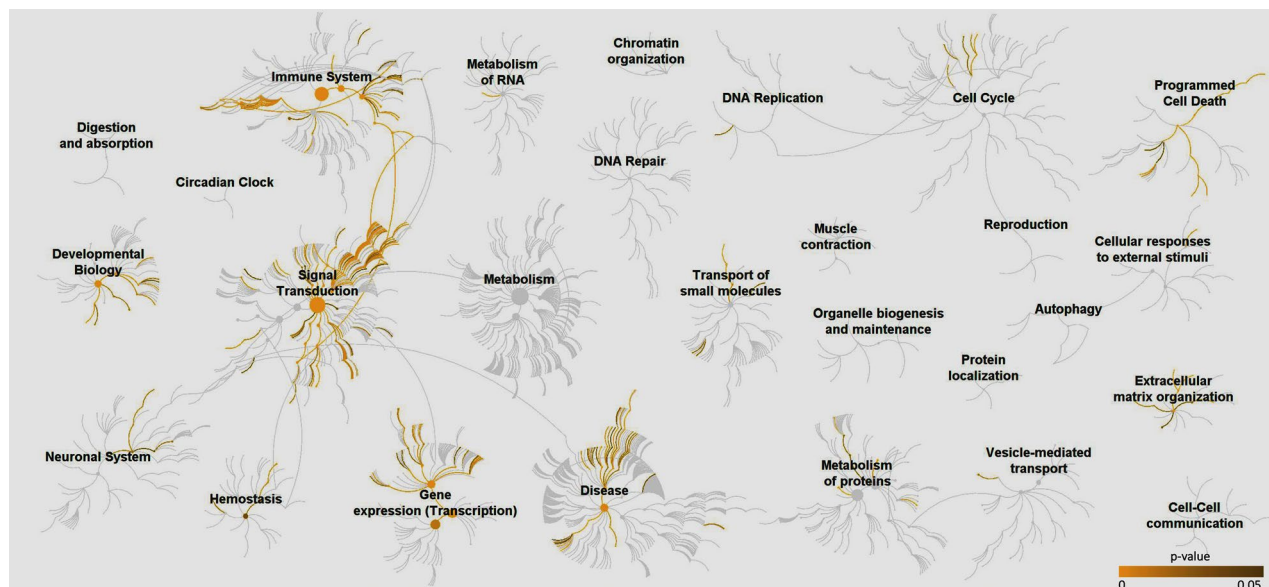 Immune System
Metabolism
of RNA
Chromatin
organization
DNA Replication
Cell Cycle
Programmed
Cell Death
Digestion
and absorption
DNA Repair
Circadian Clock
Developmental
Biology
Signal
Transduction
Metabolism
Transport of
small molecules
Muscle
contraction
Reproduction
Cellular responses
to external stimuli
Organelle biogenesis
and maintenance
Autophagy
Protein
localization
Extracellular
matrix organization
Neuronal System
Hemostasis
Gene
expression (Transcription)
Disease
Metabolism
of proteins
Vesicle-mediated
transport
Cell-Cell
communication
p-value
0 0.05